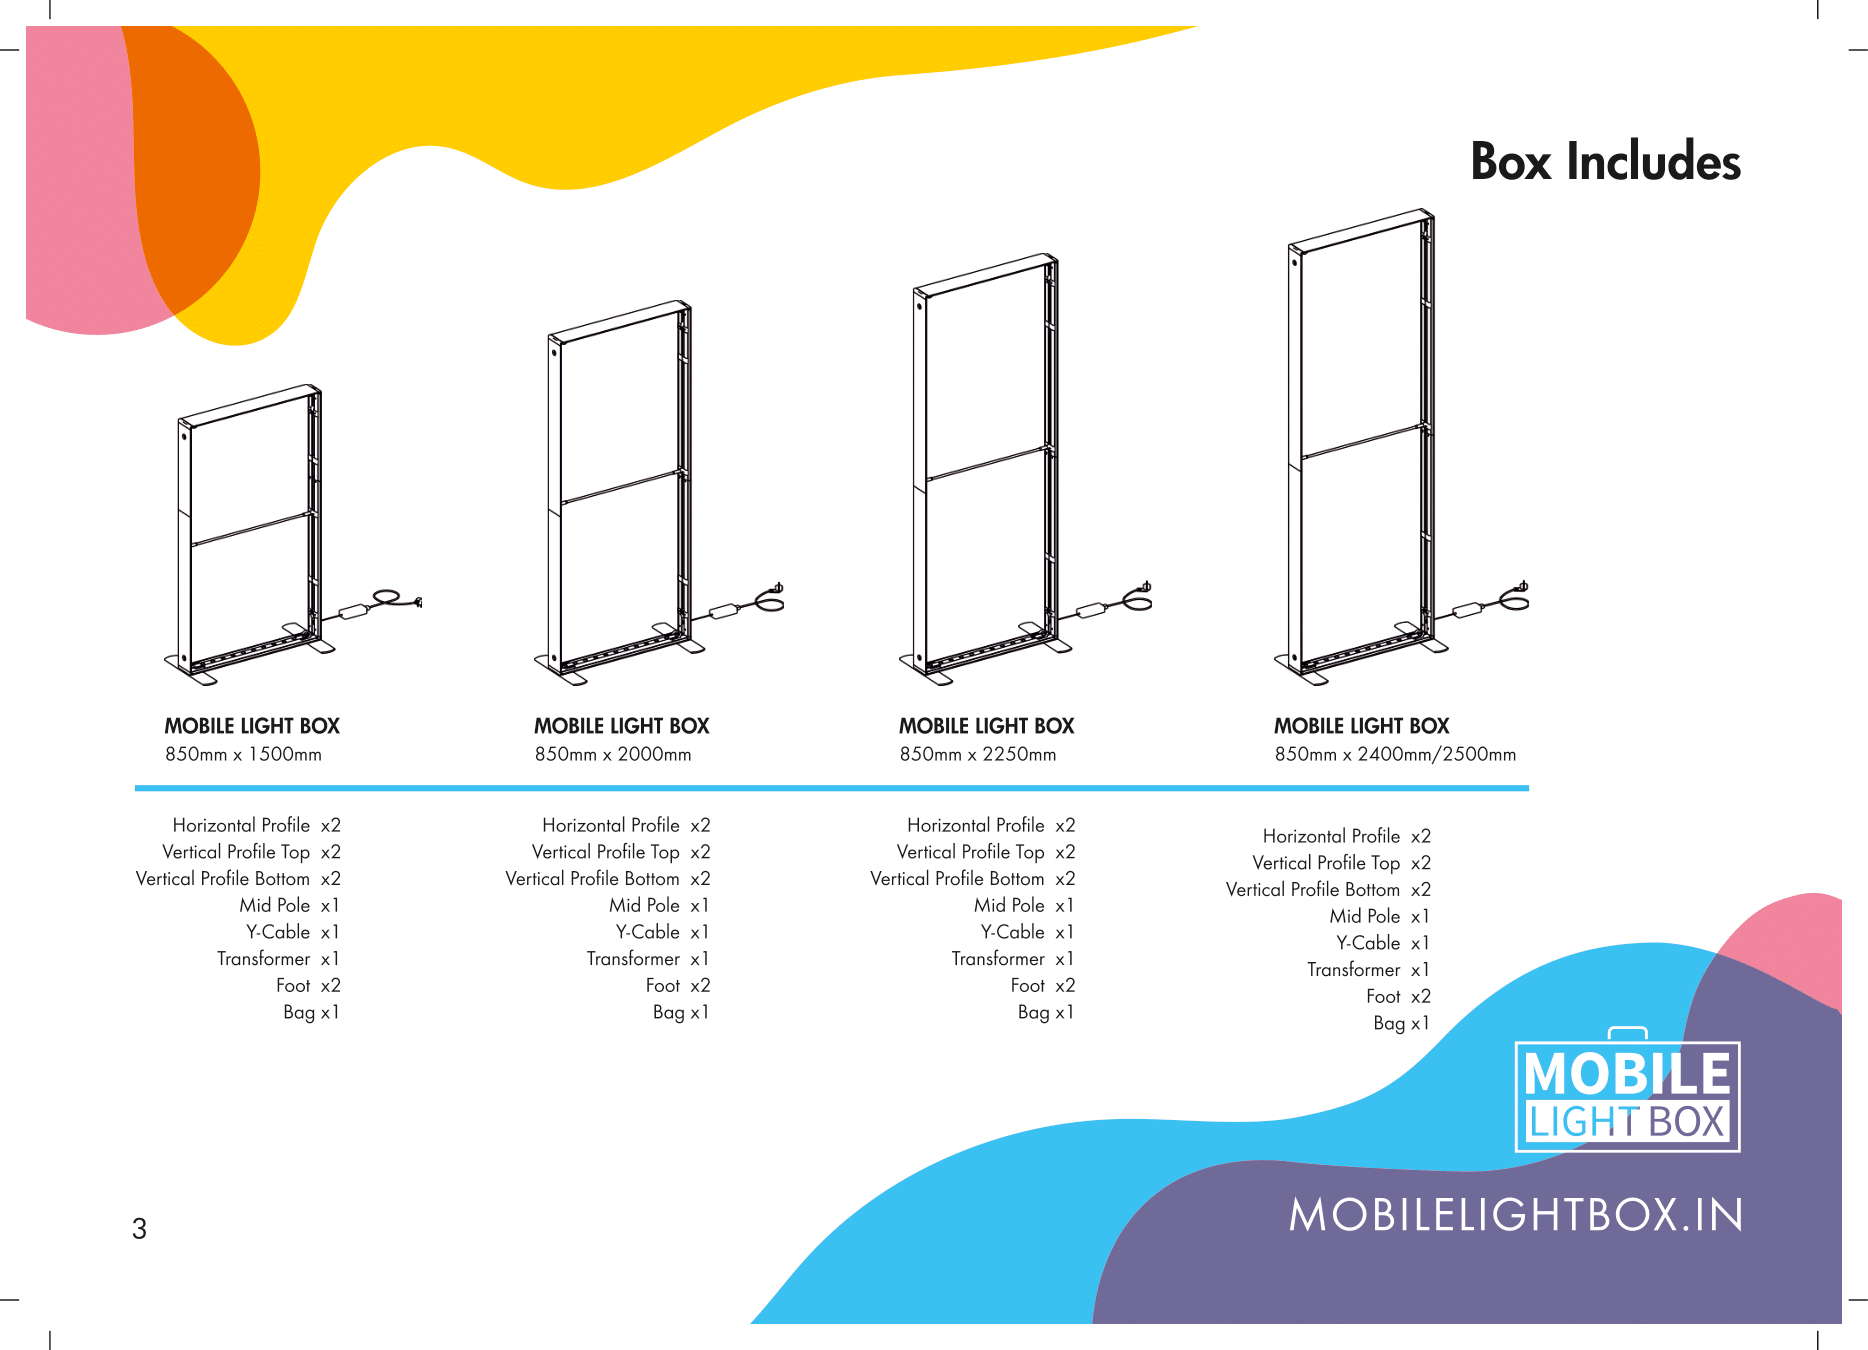 Box Includes
MOBILE LIGHT BOX
850mm x 1500mm
Horizontal Profile x2
Vertical Profile Top x2
Vertical Profile Bottom x2
Mid Pole x1
Y-Cable x1
Transformer x1
Foot x2
Bag x1
MOBILE LIGHT BOX
850mm x 2000mm
Horizontal Profile x2
Vertical Profile Top x2
Vertical Profile Bottom x2
Mid Pole x1
Y-Cable x1
Transformer x1
Foot x2
Bag x1
MOBILE LIGHT BOX
850mm x 2250mm
Horizontal Profile x2
Vertical Profile Top x2
Vertical Profile Bottom x2
Mid Pole x1
Y-Cable x1
Transformer x1
Foot x2
Bag x1
MOBILE LIGHT BOX
850mm x 2400mm/2500mm
Horizontal Profile x2
Vertical Profile Top x2
Vertical Profile Bottom x2
Mid Pole x1
Y-Cable x1
Transformer x1
Foot x2
Bag x1
MOBILE
LIGHT BOX
MOBILELIGHTBOX.IN
3